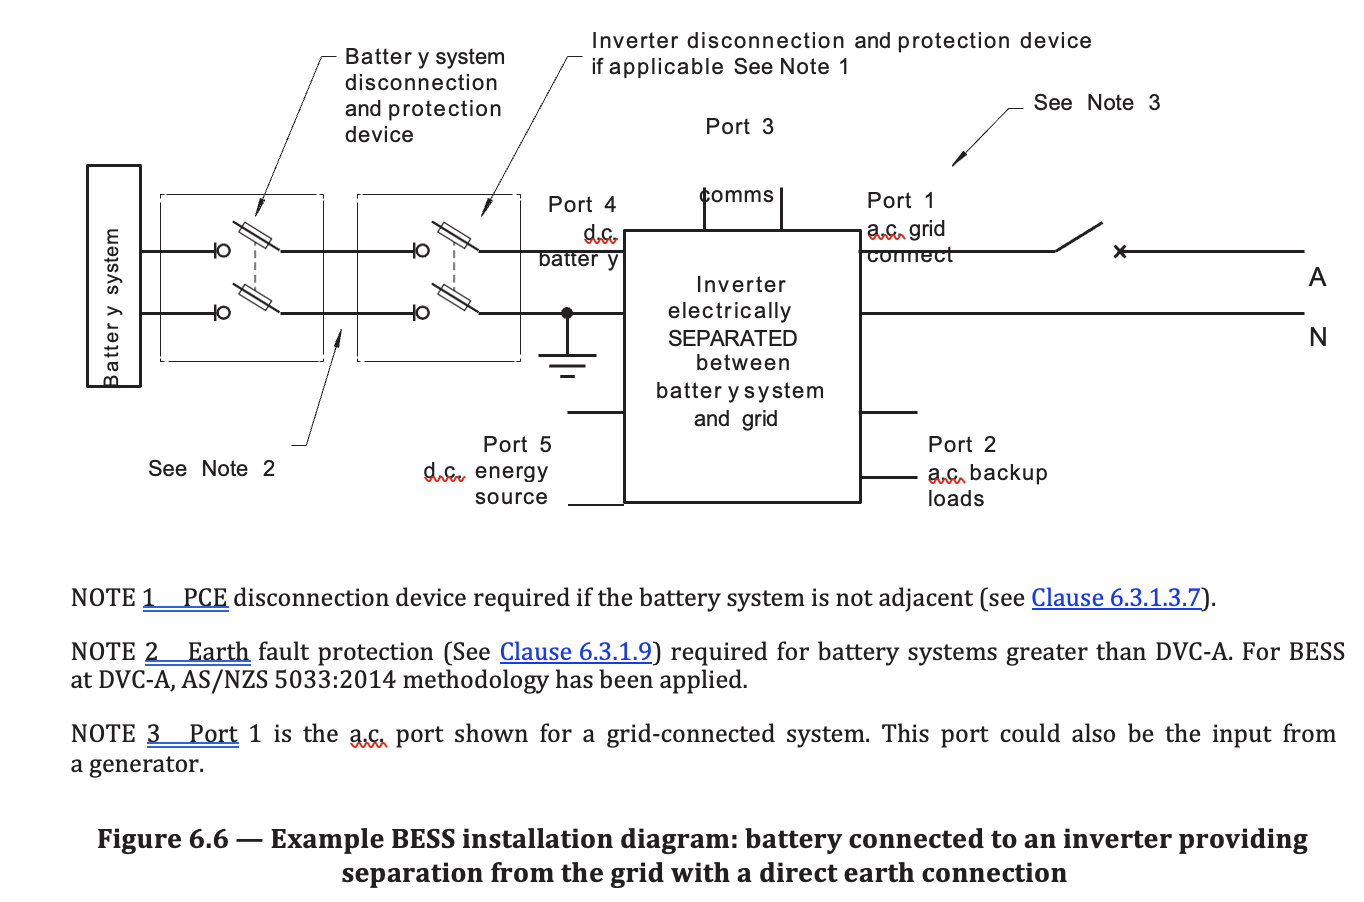 Inverter disconnection and protection device
if applicable See Note 1
Batter y system
disconnection
and protection
device
See Note 3
Port 3
comms
Port 4
d.c.
batter y
Port 1
a.c. grid
connect
Batter y system
A
N
Inverter
electrically
SEPARATED
between
batter y system
and grid
Port 5
d.c. energy
source
Port 2
a.c. backup
loads
See Note 2
NOTE 1 PCE disconnection device required if the battery system is not adjacent (see Clause 6.3.1.3.7).
NOTE 2 Earth fault protection (See Clause 6.3.1.9) required for battery systems greater than DVC-A. For BESS
at DVC-A, AS/NZS 5033:2014 methodology has been applied.
NOTE 3 Port 1 is the a.c. port shown for a grid-connected system. This port could also be the input from
a generator.
Figure 6.6 — Example BESS installation diagram: battery connected to an inverter providing
separation from the grid with a direct earth connection